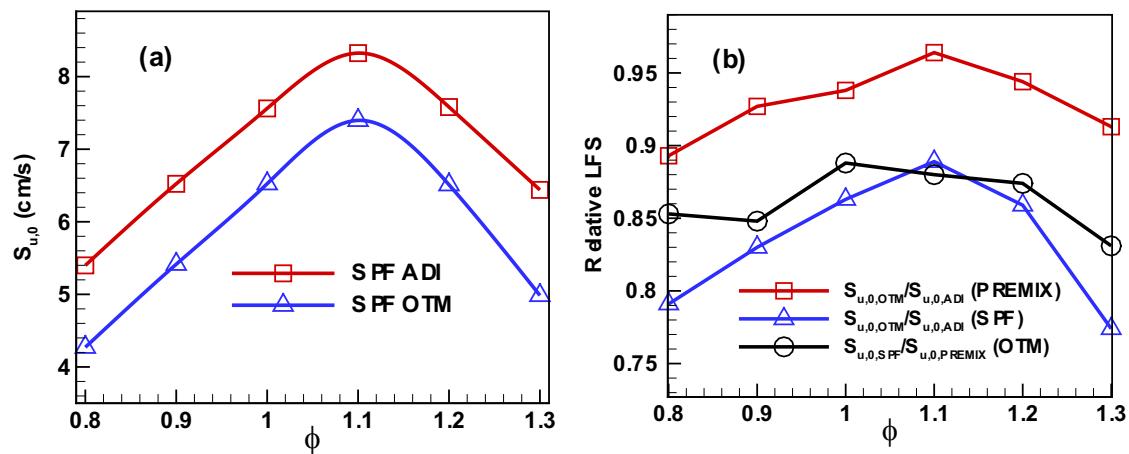 (a)
S_u,0 (cm/s)
8
7
6
5
4
SPF ADI
SPF OTM
0.8 0.9 1 1.1 1.2 1.3
ϕ
(b)
R dative LFS
0.95
0.9
0.85
0.8
0.75
S_u,0,OTM/S_u,0,ADI (PREMIX)
S_u,0,OTM/S_u,0,ADI (SPF)
S_u,0,SPF/S_u,0,PREMIX (OTM)
0.8 0.9 1 1.1 1.2 1.3
ϕ